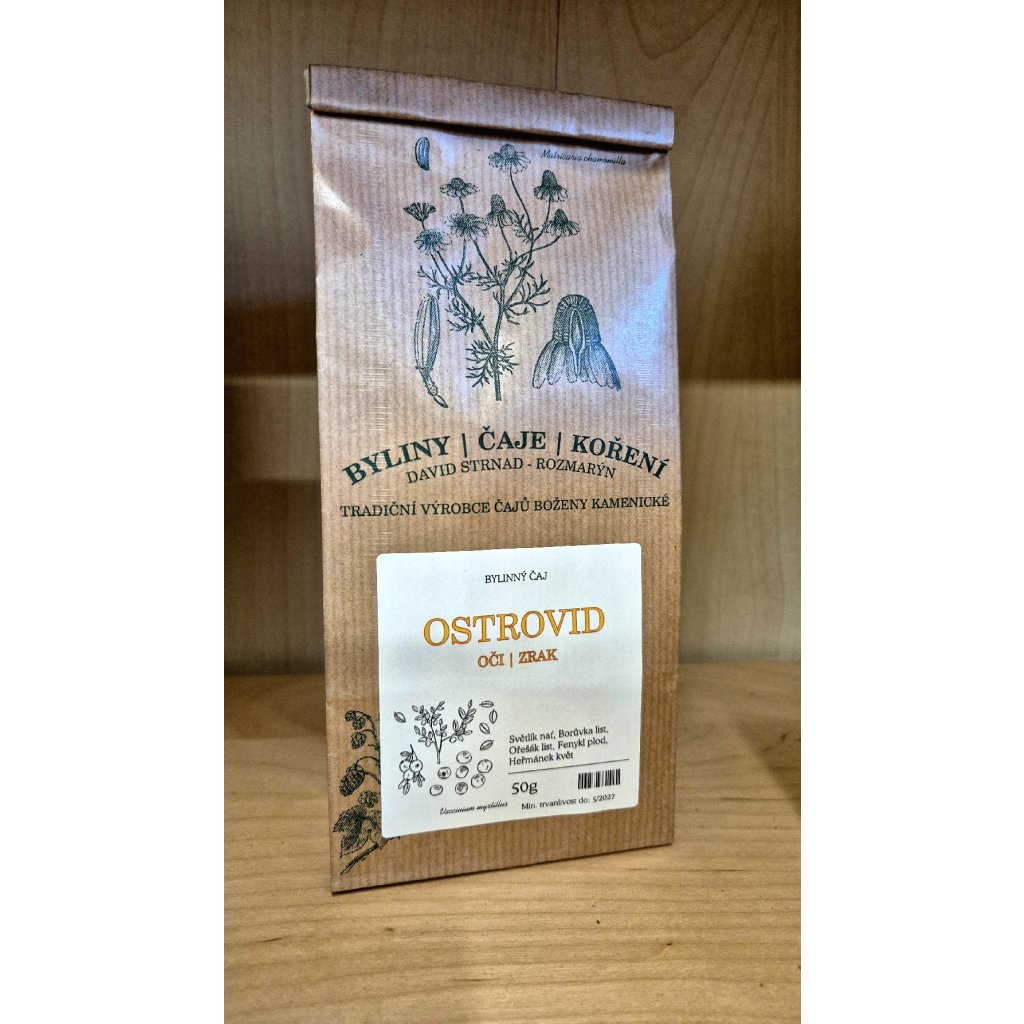 Matricaria chamomilla
BYLINY | ČAJE | KOŘENÍ
DAVID STRNAD - ROZMARÝN
TRADIČNÍ VÝROBCE ČAJŮ BOŽENY KAMENICKÉ
BYLINNÝ ČAJ
OSTROVID
OČI | ZRAK
Světlík nať, Borůvka list,
Ořešák list, Fenykl plod,
Heřmánek květ
50g
Min. trvanlivost do: 5/2027
Vaccinium myrtillus